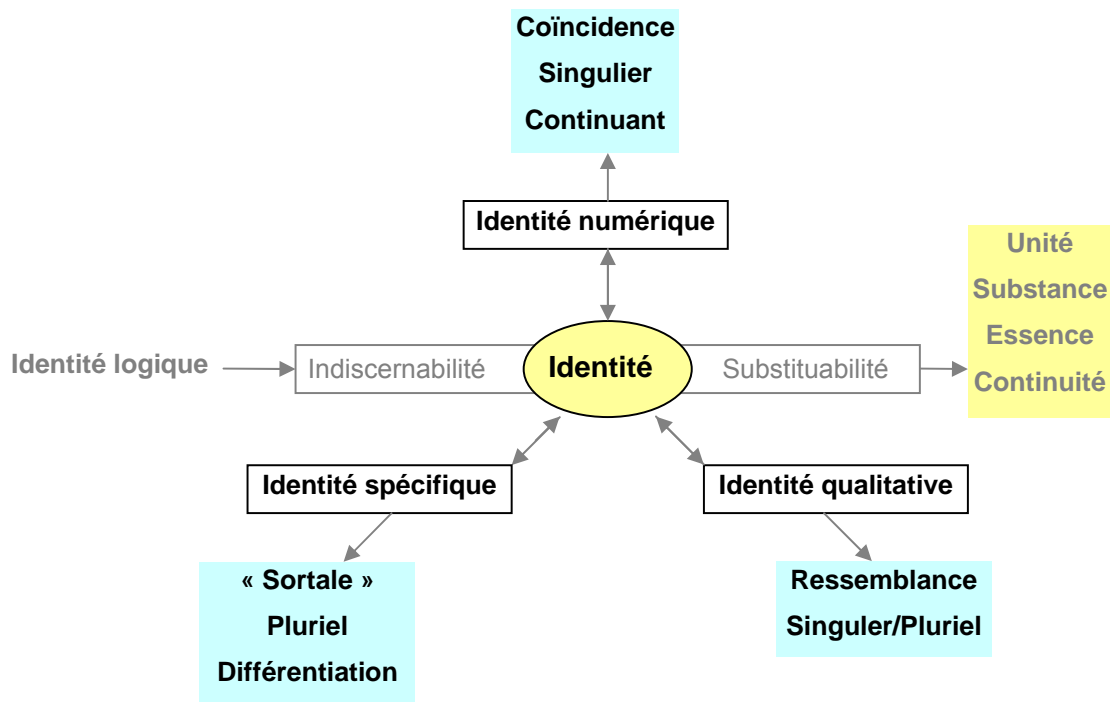 Coïncidence
Singulier
Continuant
Identité numérique
Unité
Substance
Essence
Continuité
Identité logique
Indiscernabilité
Identité
Substituabilité
Identité spécifique
Identité qualitative
« Sortale »
Pluriel
Différentiation
Ressemblance
Singuler/Pluriel